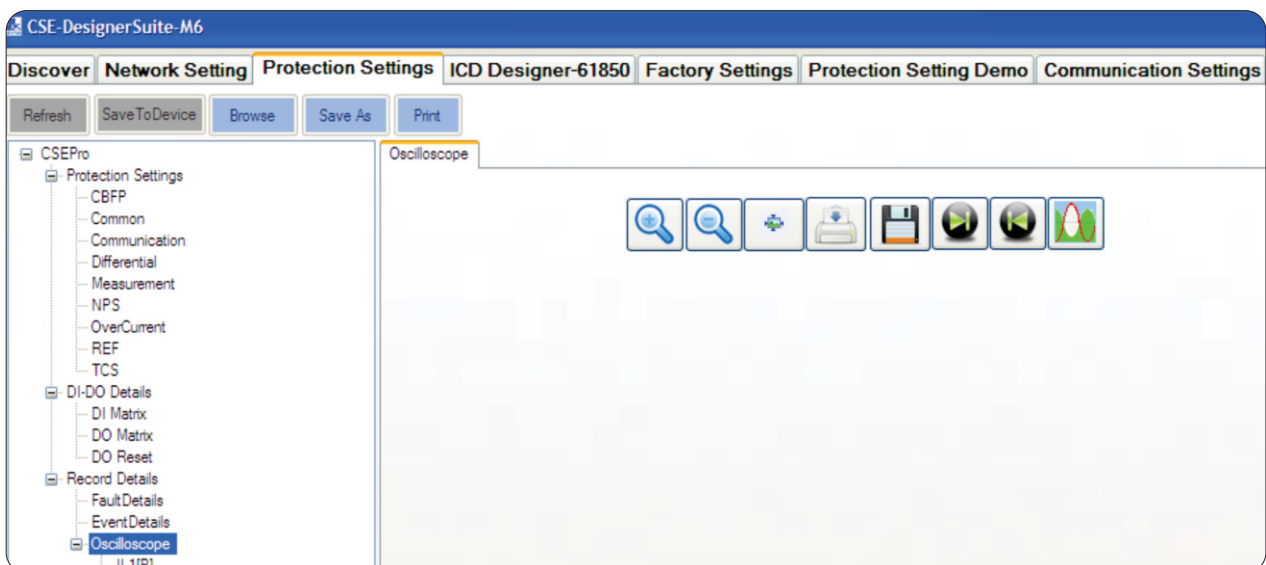 CSE-DesignerSuite-M6
Discover Network Setting Protection Settings ICD Designer-61850 Factory Settings Protection Setting Demo Communication Settings
Refresh SaveToDevice Browse Save As Print
CSEPro
Protection Settings
CBFP
Common
Communication
Differential
Measurement
NPS
OverCurrent
REF
TCS
DI-DO Details
DI Matrix
DO Matrix
DO Reset
Record Details
FaultDetails
EventDetails
Oscilloscope
Oscilloscope